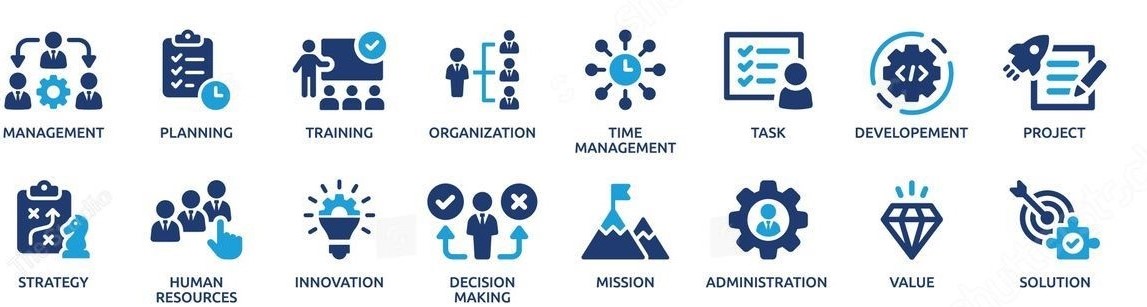 MANAGEMENT
PLANNING
TRAINING
ORGANIZATION
TIME
MANAGEMENT
TASK
DEVELOPEMENT
PROJECT
STRATEGY
HUMAN
RESOURCES
INNOVATION
DECISION
MAKING
MISSION
ADMINISTRATION
VALUE
SOLUTION